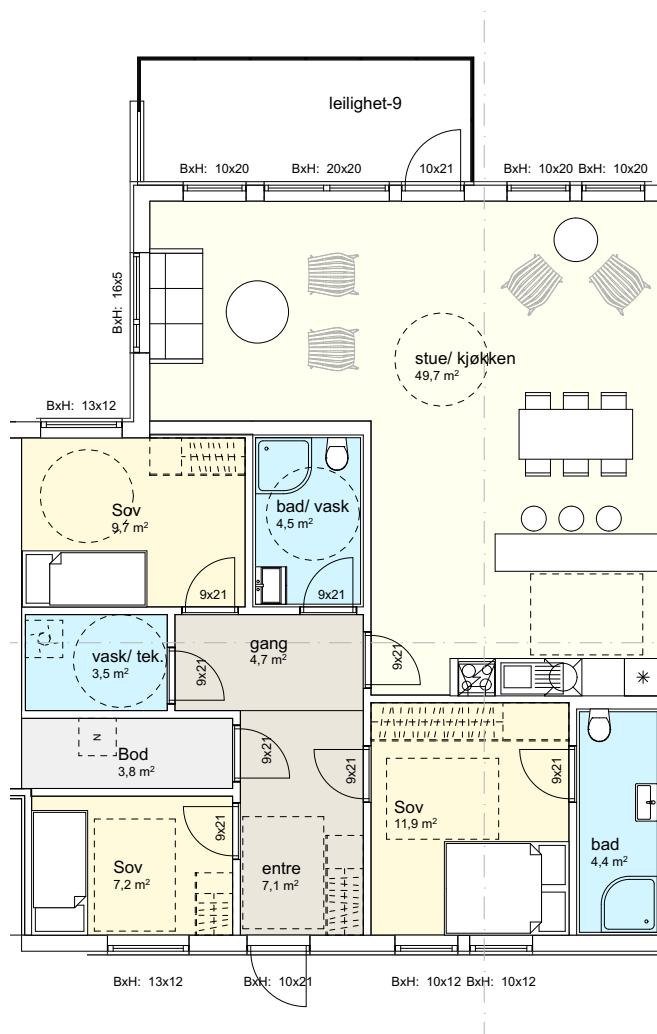 leilighet-9
BxH: 10x20
BxH: 20x20
10x21
BxH: 10x20
BxH: 10x20
BxH: 16x5
stue/ kjøkken
49,7 m²
BxH: 13x12
Sov
9,7 m²
bad/ vask
4,5 m²
9x21
9x21
gang
4,7 m²
vask/ tek.
3,5 m²
9x21
9x21
Bod
3,8 m²
N
9x21
9x21
9x21
Sov
11,9 m²
9x21
Sov
7,2 m²
entre
7,1 m²
bad
4,4 m²
BxH: 13x12
BxH: 10x21
BxH: 10x12
BxH: 10x12